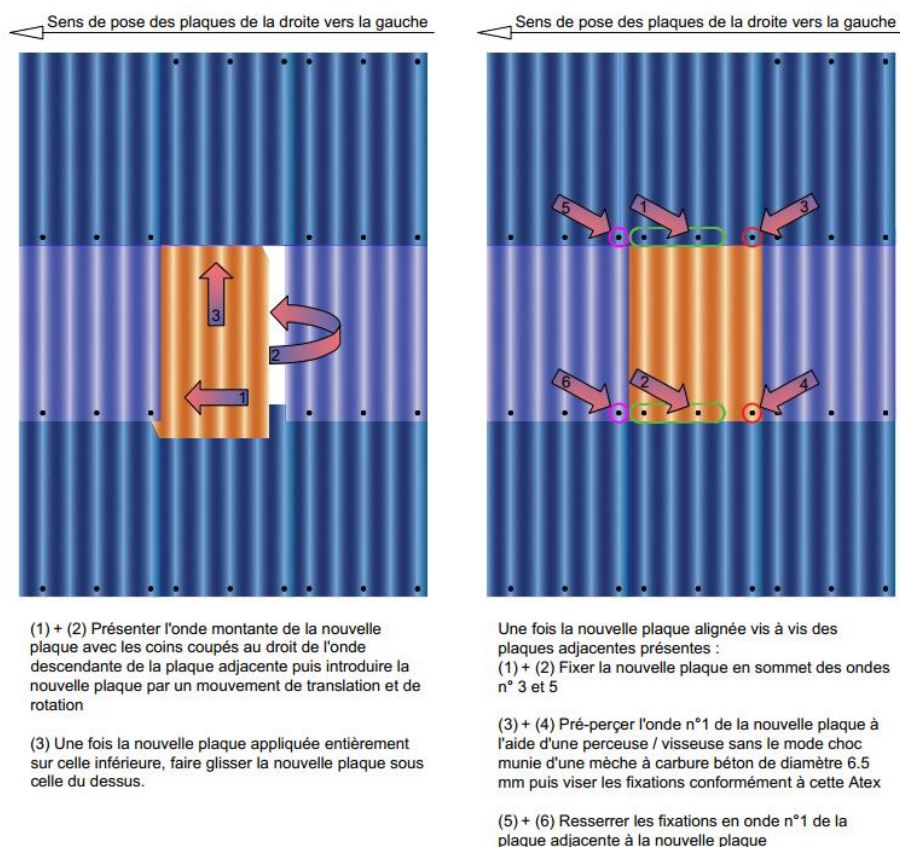 Sens de pose des plaques de la droite vers la gauche
3
2
1
(1) + (2) Présenter l'onde montante de la nouvelle
plaque avec les coins coupés au droit de l'onde
descendante de la plaque adjacente puis introduire la
nouvelle plaque par un mouvement de translation et de
rotation
(3) Une fois la nouvelle plaque appliquée entièrement
sur celle inférieure, faire glisser la nouvelle plaque sous
celle du dessus.
Sens de pose des plaques de la droite vers la gauche
5
1
3
6
2
4
Une fois la nouvelle plaque alignée vis à vis des
plaques adjacentes présentes :
(1) + (2) Fixer la nouvelle plaque en sommet des ondes
n° 3 et 5
(3) + (4) Pré-perçer l'onde n°1 de la nouvelle plaque à
l'aide d'une perceuse / visseuse sans le mode choc
munie d'une mèche à carbure béton de diamètre 6.5
mm puis viser les fixations conformément à cette Atex
(5) + (6) Resserrer les fixations en onde n°1 de la
plaque adjacente à la nouvelle plaque